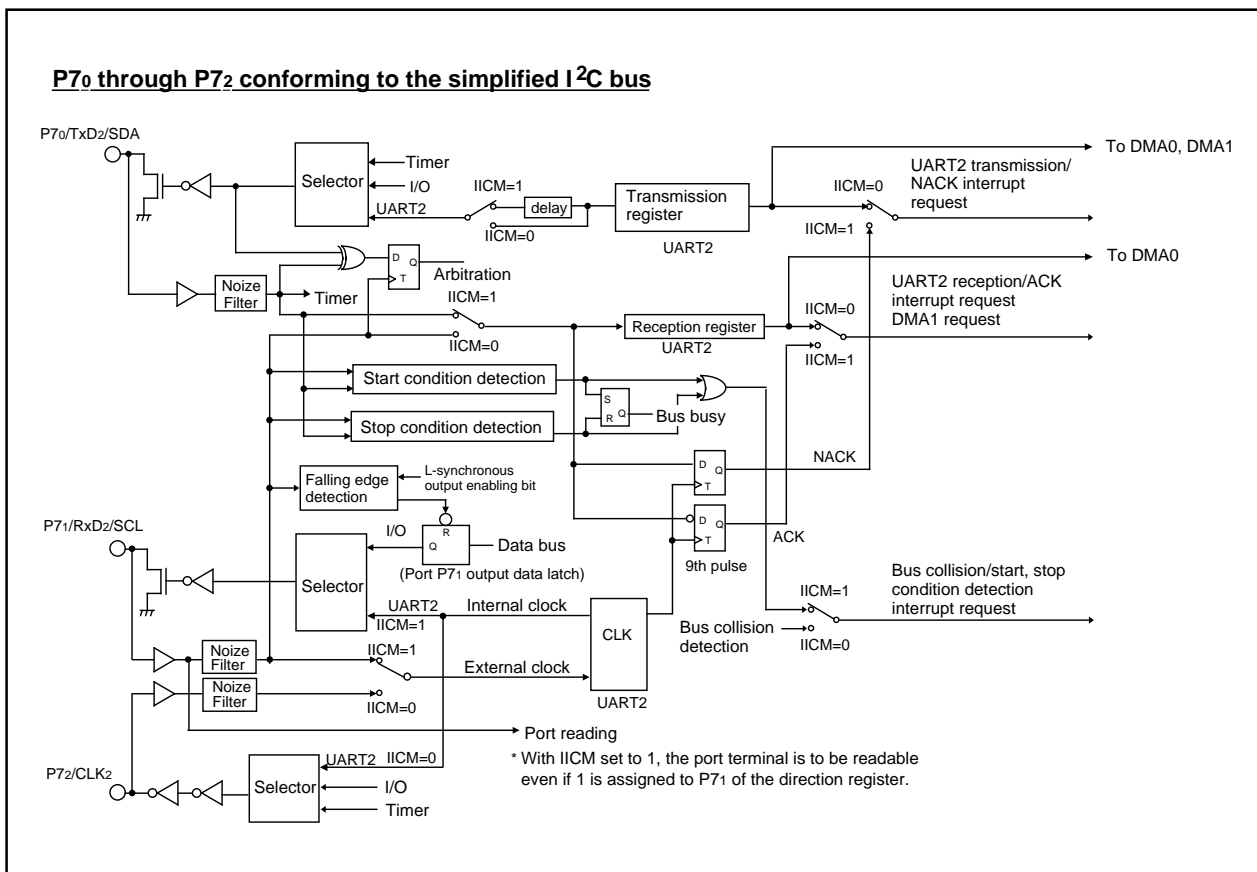 P70 through P72 conforming to the simplified I2C bus
P70/TxD2/SDA
Selector
Timer
I/O
UART2
IICM=1
delay
IICM=0
Transmission
register
UART2
To DMA0, DMA1
IICM=0
UART2 transmission/
NACK interrupt
request
IICM=1
D
Q
T
Arbitration
Noize
Filter
Timer
To DMA0
IICM=1
IICM=0
Reception register
UART2
UART2 reception/ACK
interrupt request
DMA1 request
IICM=0
IICM=1
Start condition detection
S
R
Q
Bus busy
Stop condition detection
NACK
D
Q
T
Falling edge
detection
L-synchronous
output enabling bit
D
Q
T
ACK
9th pulse
P71/RxD2/SCL
I/O
R
Q
Data bus
(Port P71 output data latch)
Selector
UART2
IICM=1
Internal clock
CLK
UART2
Bus collision/start, stop
condition detection
interrupt request
IICM=1
Bus collision
detection
IICM=0
Noize
Filter
IICM=1
External clock
Noize
Filter
IICM=0
Port reading
* With IICM set to 1, the port terminal is to be readable
even if 1 is assigned to P71 of the direction register.
UART2
IICM=0
P72/CLK2
Selector
I/O
Timer